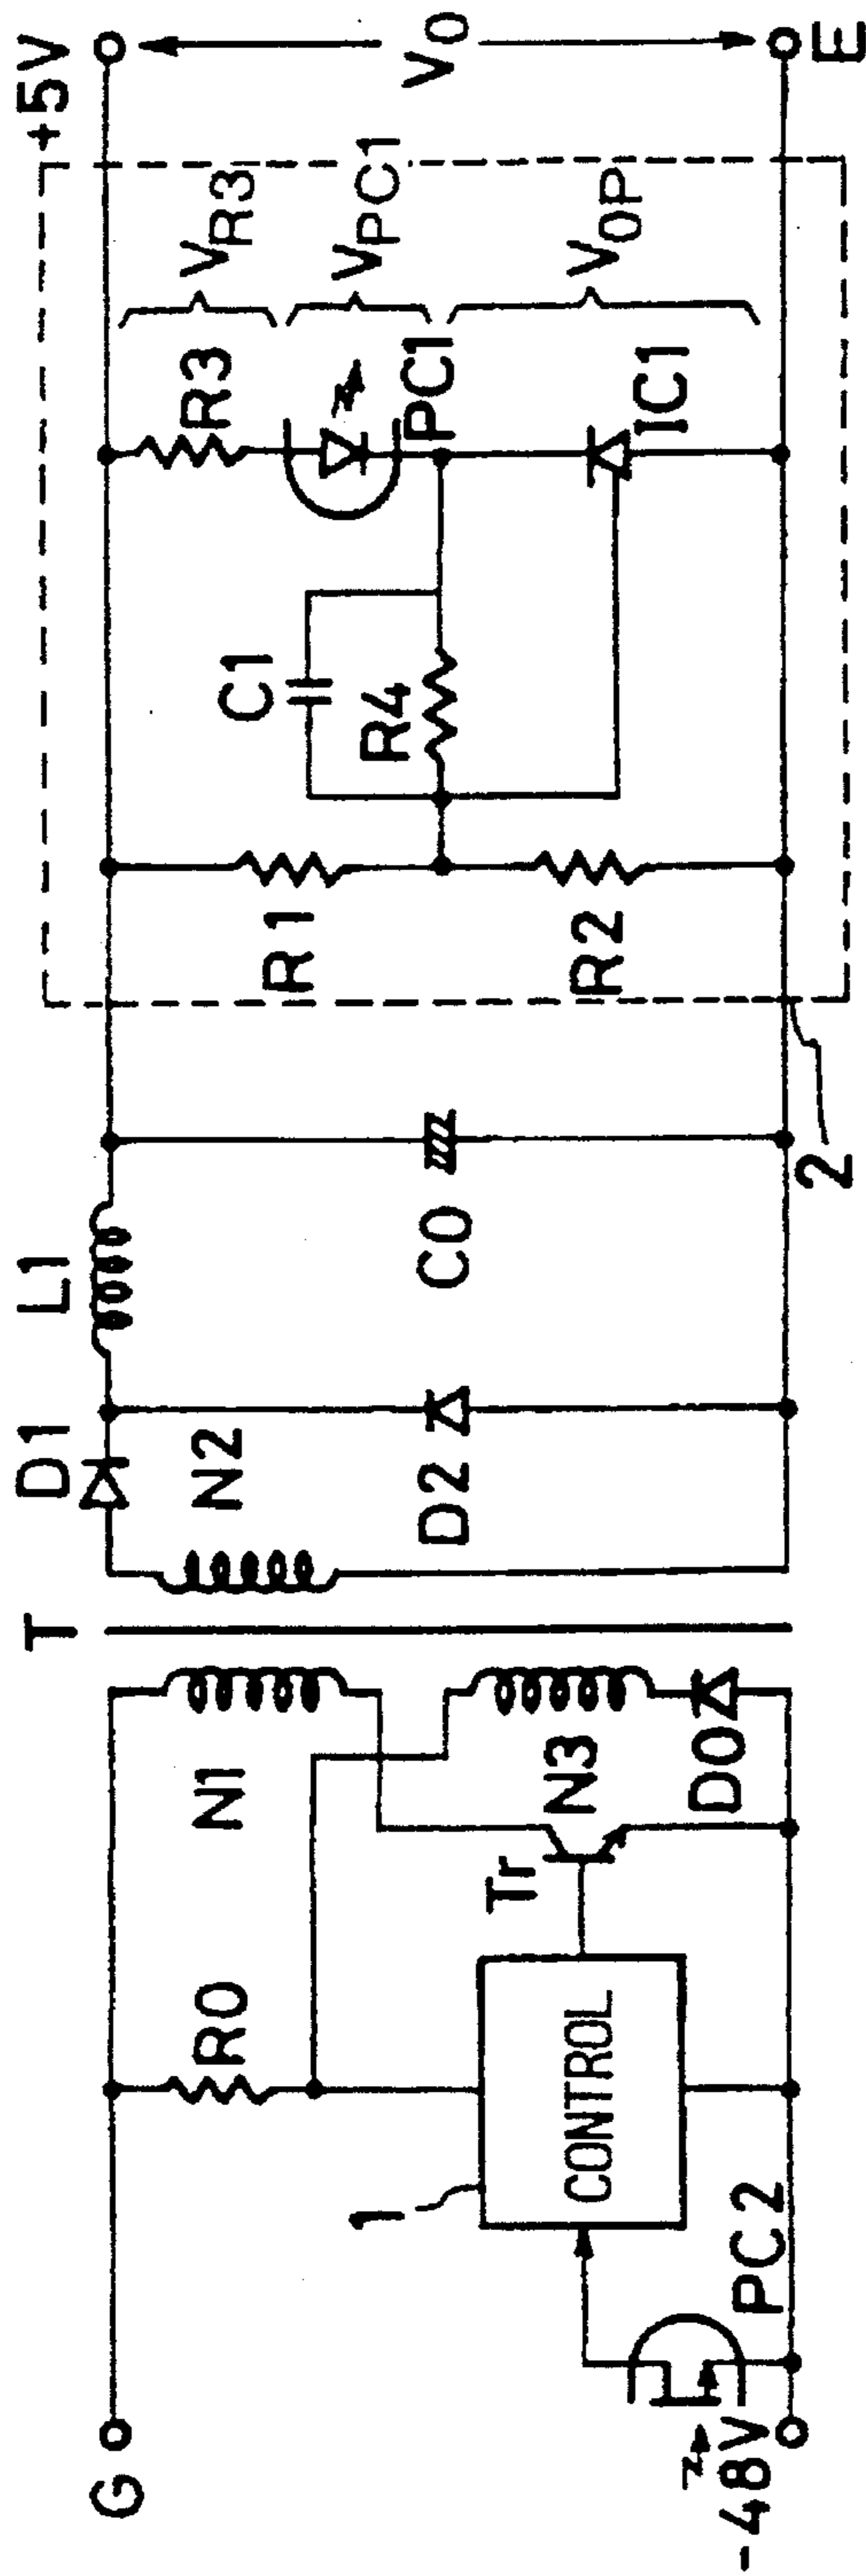 G
-48V
PC2
1
CONTROL
R0
Tr
N1
N3
D0
T
N2
D1
D2
L1
C0
2
R1
R2
C1
R4
R3
PC1
IC1
VR3
VPC1
VOP
+5V
V0
E